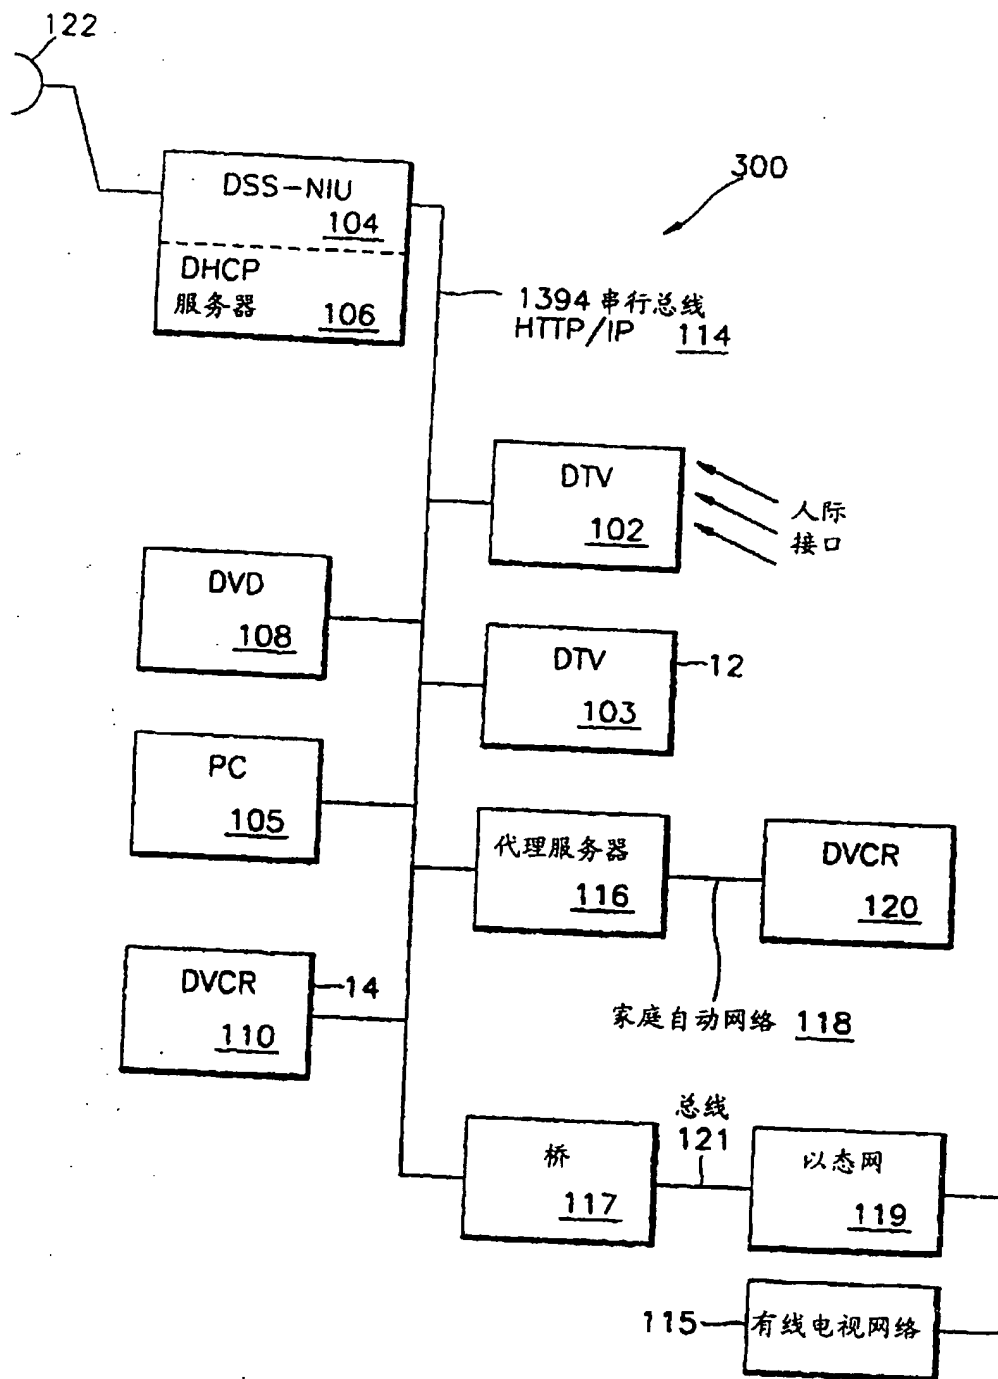 122
DSS-NIU
104
DHCP
服务器
106
300
1394 串行总线
HTTP/IP 114
DTV
102
人际
接口
DVD
108
DTV
103
12
PC
105
代理服务器
116
DVCR
120
DVCR
110
14
家庭自动网络 118
桥
117
总线
121
以态网
119
115
有线电视网络